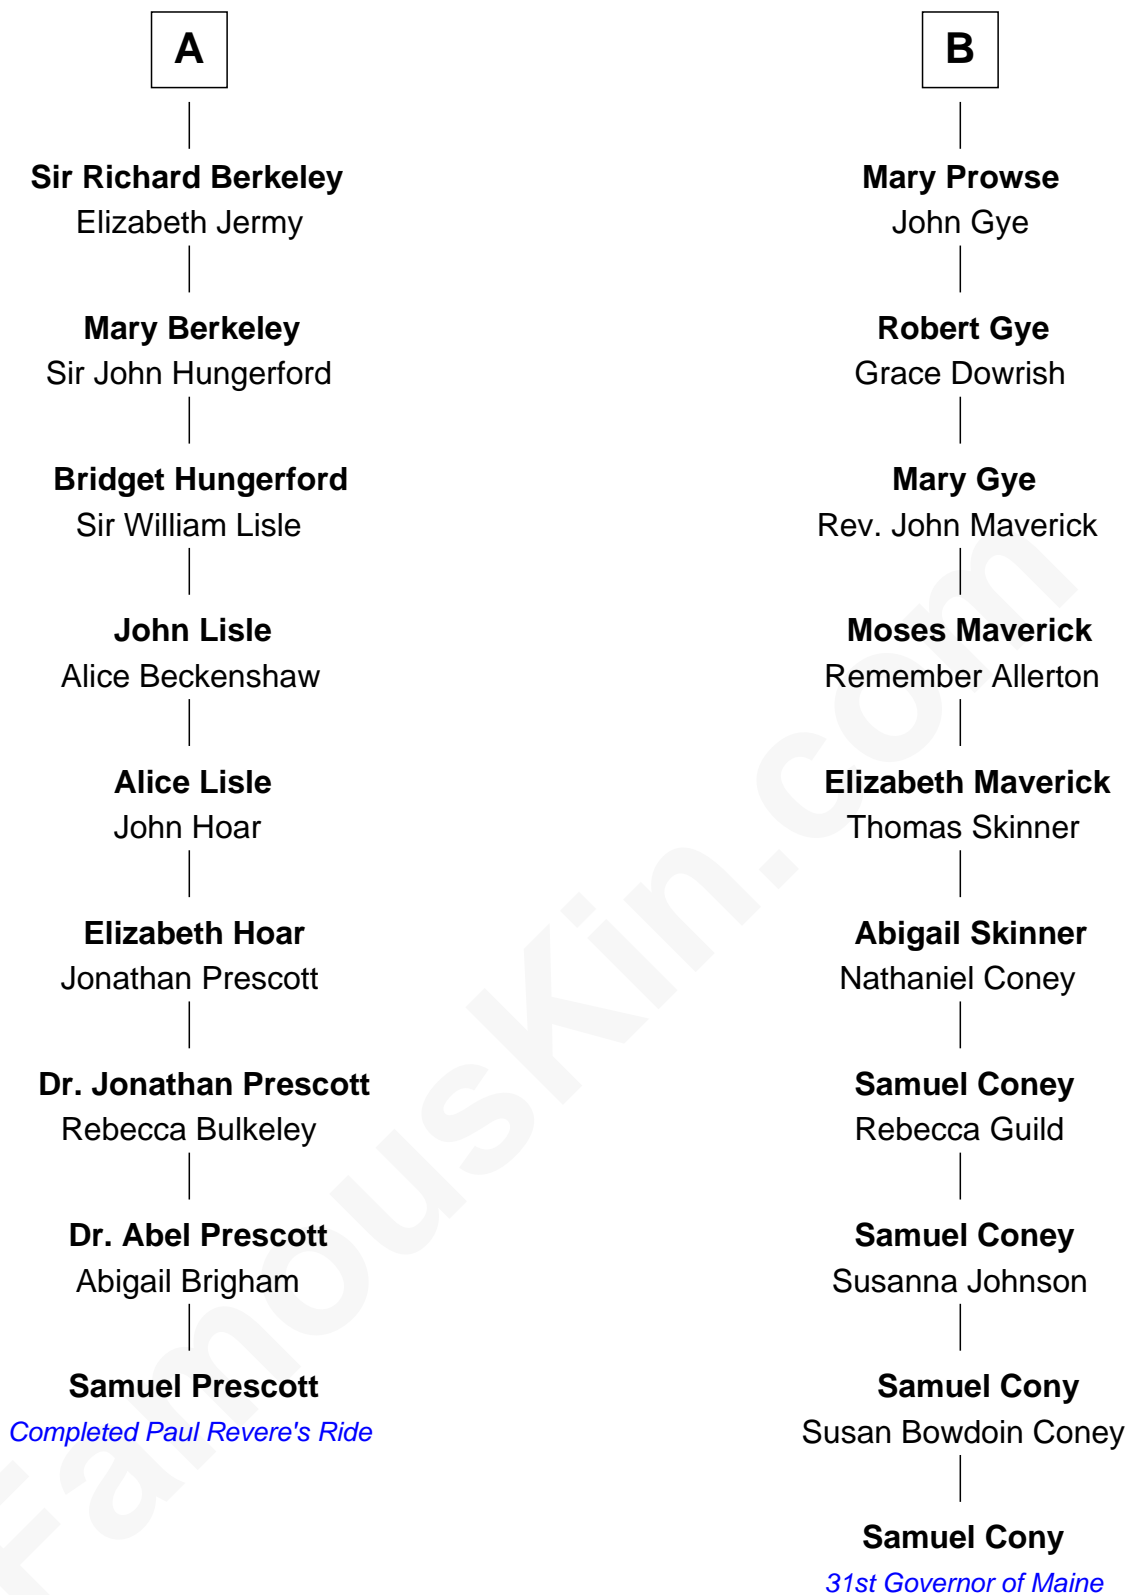 A
Sir Richard Berkeley
Elizabeth Jermy
Mary Berkeley
Sir John Hungerford
Bridget Hungerford
Sir William Lisle
John Lisle
Alice Beckenshaw
Alice Lisle
John Hoar
Elizabeth Hoar
Jonathan Prescott
Dr. Jonathan Prescott
Rebecca Bulkeley
Dr. Abel Prescott
Abigail Brigham
Samuel Prescott
Completed Paul Revere's Ride
B
Mary Prowse
John Gye
Robert Gye
Grace Dowrish
Mary Gye
Rev. John Maverick
Moses Maverick
Remember Allerton
Elizabeth Maverick
Thomas Skinner
Abigail Skinner
Nathaniel Coney
Samuel Coney
Rebecca Guild
Samuel Coney
Susanna Johnson
Samuel Cony
Susan Bowdoin Coney
Samuel Cony
31st Governor of Maine
FamousKin.com